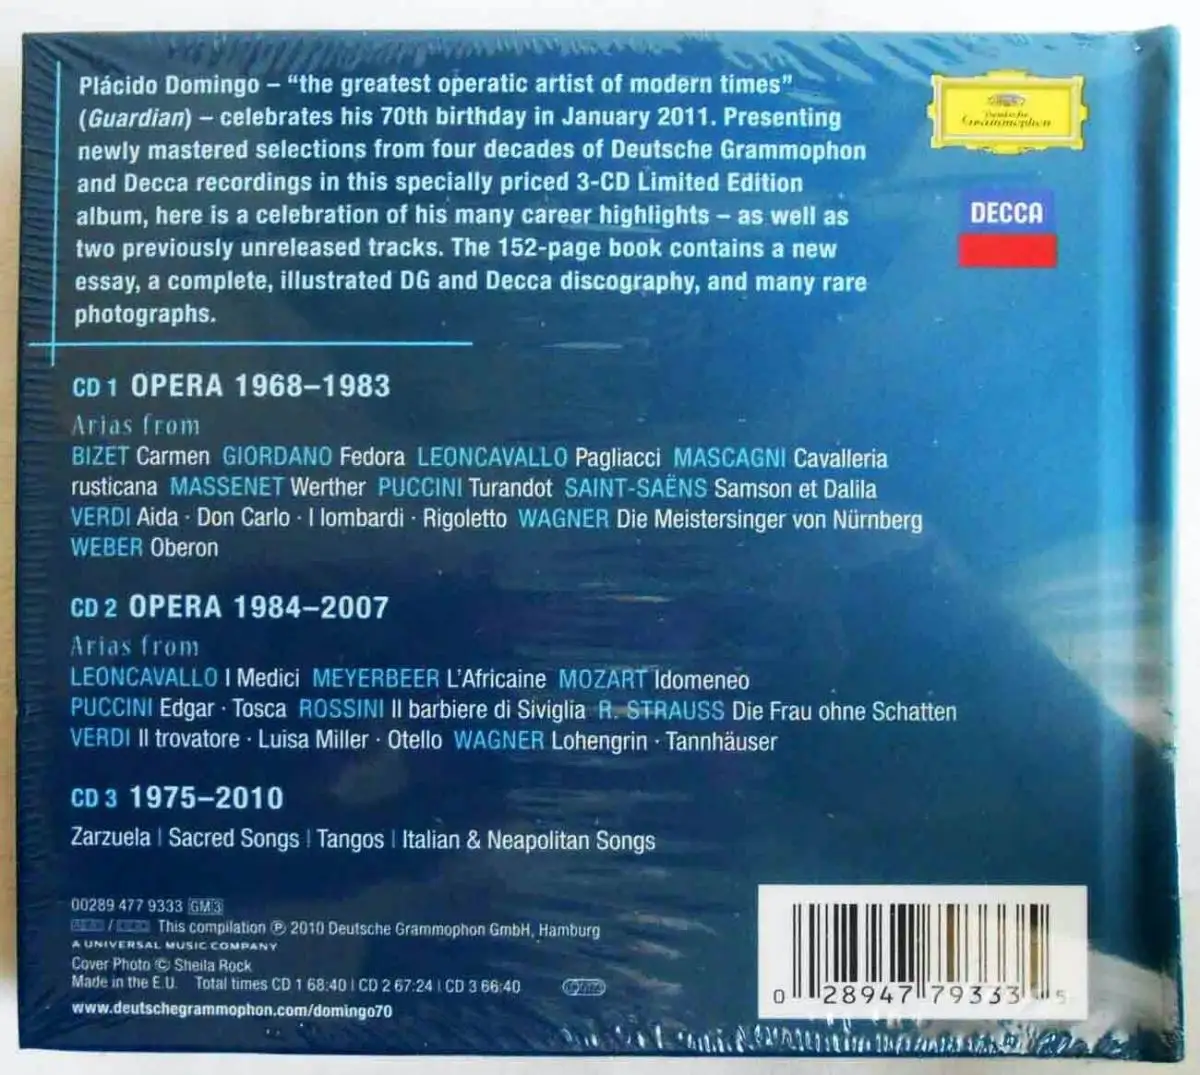 Plácido Domingo – “the greatest operatic artist of modern times”
(Guardian) – celebrates his 70th birthday in January 2011. Presenting
newly mastered selections from four decades of Deutsche Grammophon
and Decca recordings in this specially priced 3-CD Limited Edition
album, here is a celebration of his many career highlights – as well as
two previously unreleased tracks. The 152-page book contains a new
essay, a complete, illustrated DG and Decca discography, and many rare
photographs.
Deutsche
Grammophon
DECCA
CD 1 OPERA 1968–1983
Arias from
BIZET Carmen GIORDANO Fedora LEONCAVALLO Pagliacci MASCAGNI Cavalleria
rusticana MASSENET Werther PUCCINI Turandot SAINT-SAËNS Samson et Dalila
VERDI Aida · Don Carlo · I lombardi · Rigoletto WAGNER Die Meistersinger von Nürnberg
WEBER Oberon
CD 2 OPERA 1984–2007
Arias from
LEONCAVALLO I Medici MEYERBEER L’Africaine MOZART Idomeneo
PUCCINI Edgar · Tosca ROSSINI Il barbiere di Siviglia R. STRAUSS Die Frau ohne Schatten
VERDI Il trovatore · Luisa Miller · Otello WAGNER Lohengrin · Tannhäuser
CD 3 1975–2010
Zarzuela | Sacred Songs | Tangos | Italian & Neapolitan Songs
00289 477 9333 GM 3
This compilation ℗ 2010 Deutsche Grammophon GmbH, Hamburg
A UNIVERSAL MUSIC COMPANY
Cover Photo © Sheila Rock
Made in the E.U. Total times CD 1 68:40 | CD 2 67:24 | CD 3 66:40
www.deutschegrammophon.com/domingo70
0 28947 79333 5